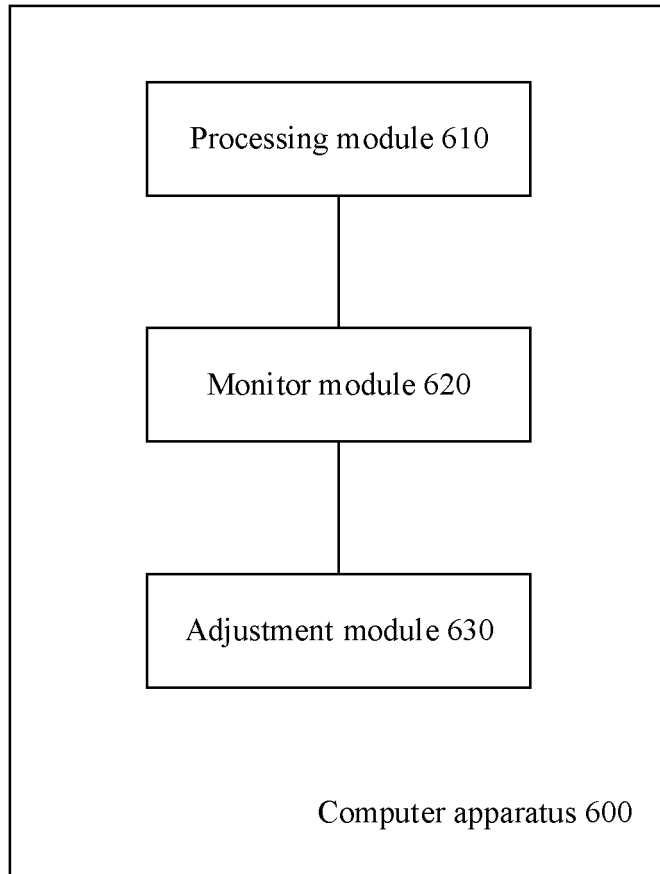 Processing module 610
Monitor module 620
Adjustment module 630
Computer apparatus 600